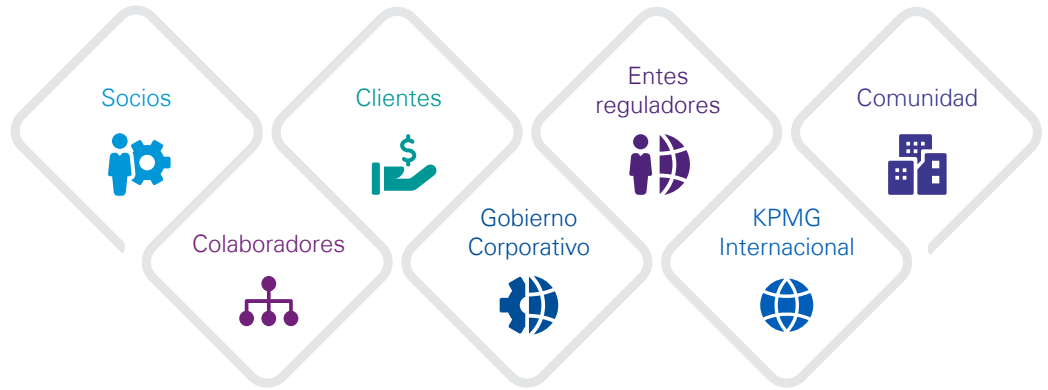 Socios
Clientes
Entes
reguladores
Comunidad
Colaboradores
Gobierno
Corporativo
KPMG
Internacional
$